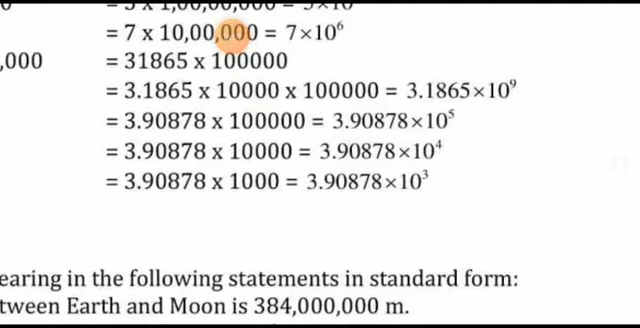 = 7 x 10,00,000 = 7×10⁶
,000 = 31865 x 100000
= 3.1865 x 10000 x 100000 = 3.1865×10⁹
= 3.90878 x 100000 = 3.90878×10⁵
= 3.90878 x 10000 = 3.90878×10⁴
= 3.90878 x 1000 = 3.90878×10³
earing in the following statements in standard form:
tween Earth and Moon is 384,000,000 m.